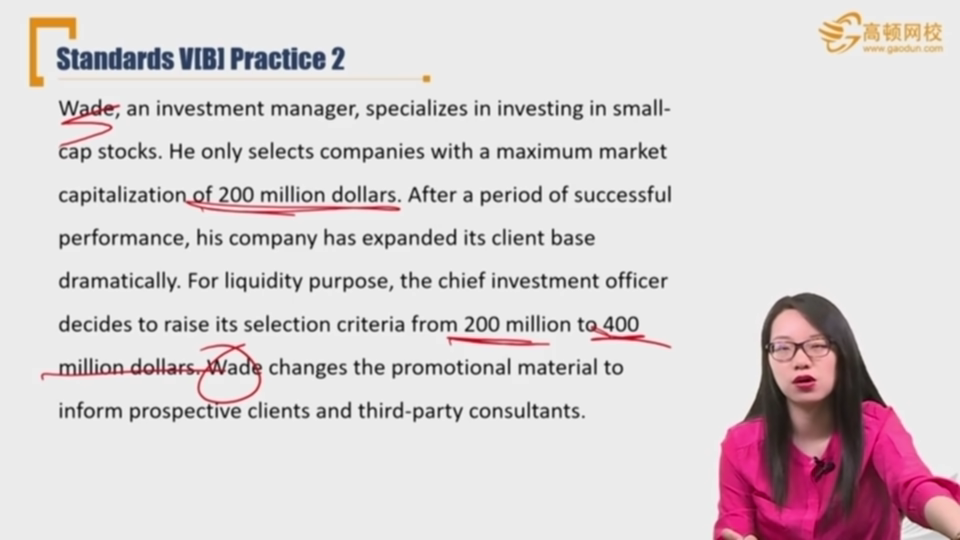 高顿网校
www.gaodun.com
Standards V[B] Practice 2
Wade, an investment manager, specializes in investing in small-
cap stocks. He only selects companies with a maximum market
capitalization of 200 million dollars. After a period of successful
performance, his company has expanded its client base
dramatically. For liquidity purpose, the chief investment officer
decides to raise its selection criteria from 200 million to 400
million dollars. Wade changes the promotional material to
inform prospective clients and third-party consultants.